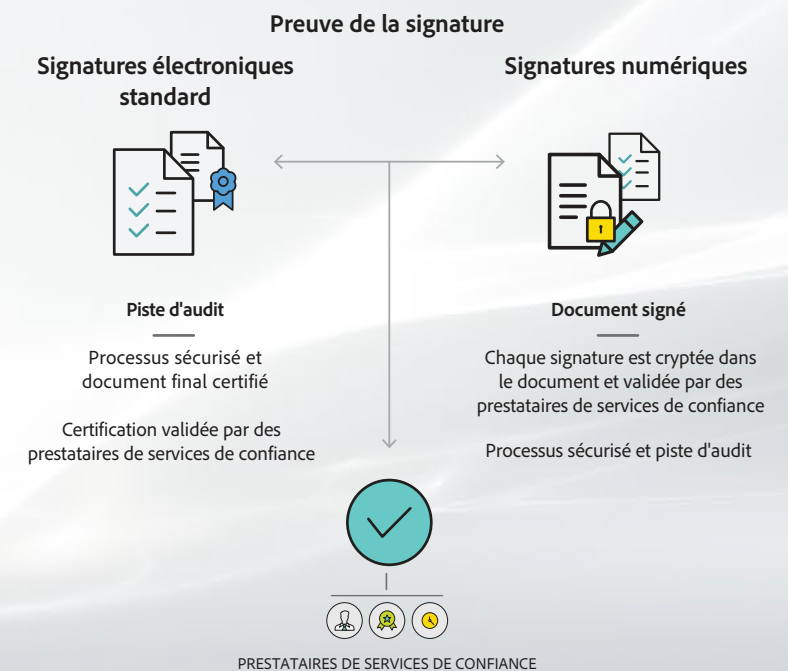 Preuve de la signature
Signatures électroniques
standard
Piste d'audit
Processus sécurisé et
document final certifié
Certification validée par des
prestataires de services de confiance
Signatures numériques
Document signé
Chaque signature est cryptée dans
le document et validée par des
prestataires de services de confiance
Processus sécurisé et piste d'audit
PRESTATAIRES DE SERVICES DE CONFIANCE